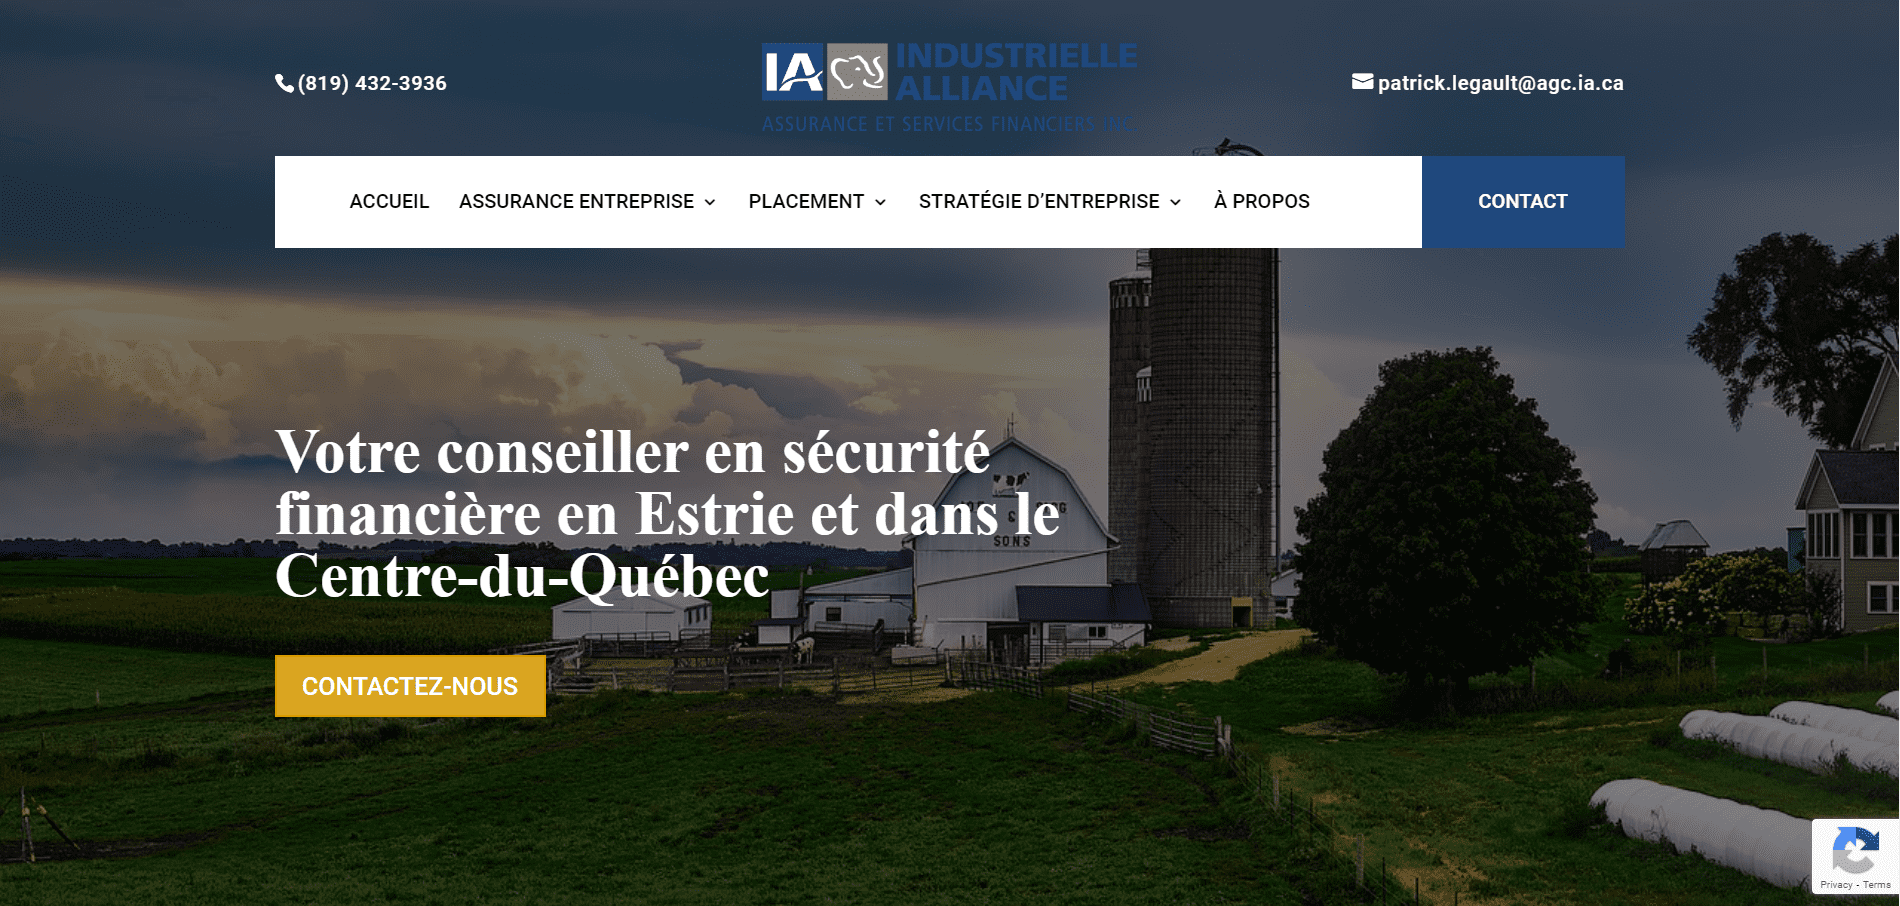 (819) 432-3936
IA INDUSTRIELLE
ALLIANCE
ASSURANCE ET SERVICES FINANCIERS INC.
patrick.legault@agc.ia.ca
ACCUEIL ASSURANCE ENTREPRISE PLACEMENT STRATÉGIE D’ENTREPRISE À PROPOS CONTACT
Votre conseiller en sécurité
financière en Estrie et dans le
Centre-du-Québec
&
SONS
CONTACTEZ-NOUS
Privacy - Terms